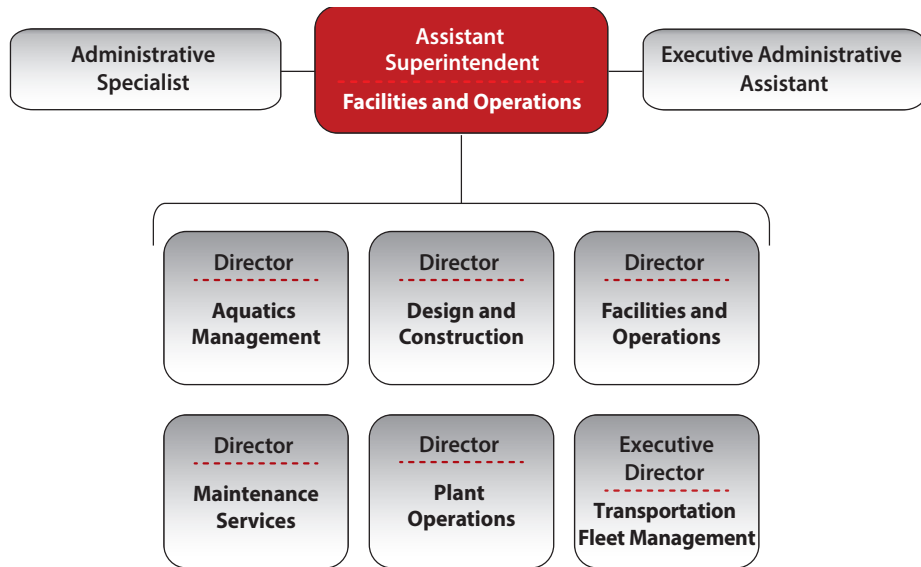 Administrative
Specialist
Assistant
Superintendent
Facilities and Operations
Executive Administrative
Assistant
Director
Aquatics
Management
Director
Design and
Construction
Director
Facilities and
Operations
Director
Maintenance
Services
Director
Plant
Operations
Executive
Director
Transportation
Fleet Management